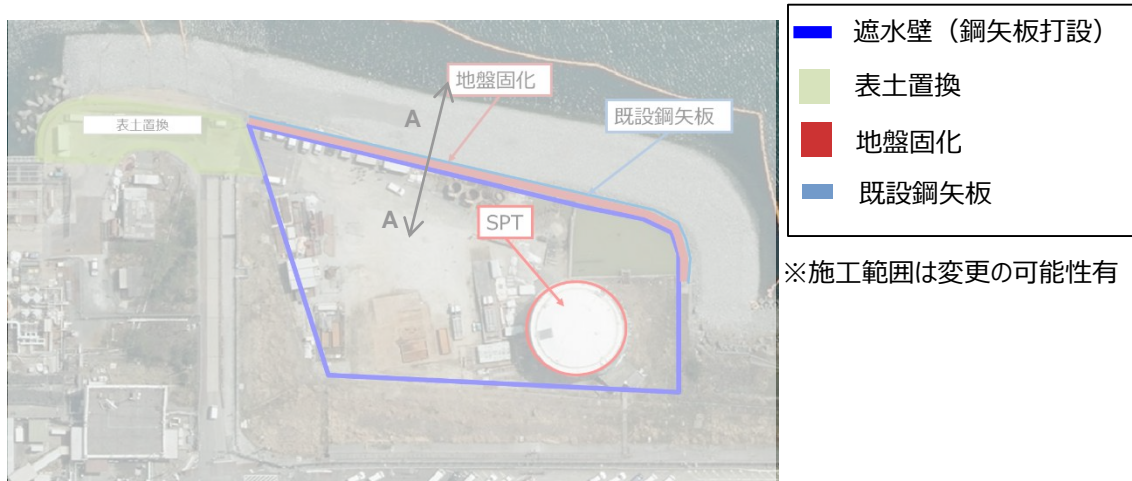 遮水壁（鋼矢板打設）
地盤固化
表土置換
A
既設鋼矢板
表土置換
地盤固化
既設鋼矢板
A
SPT
※施工範囲は変更の可能性有